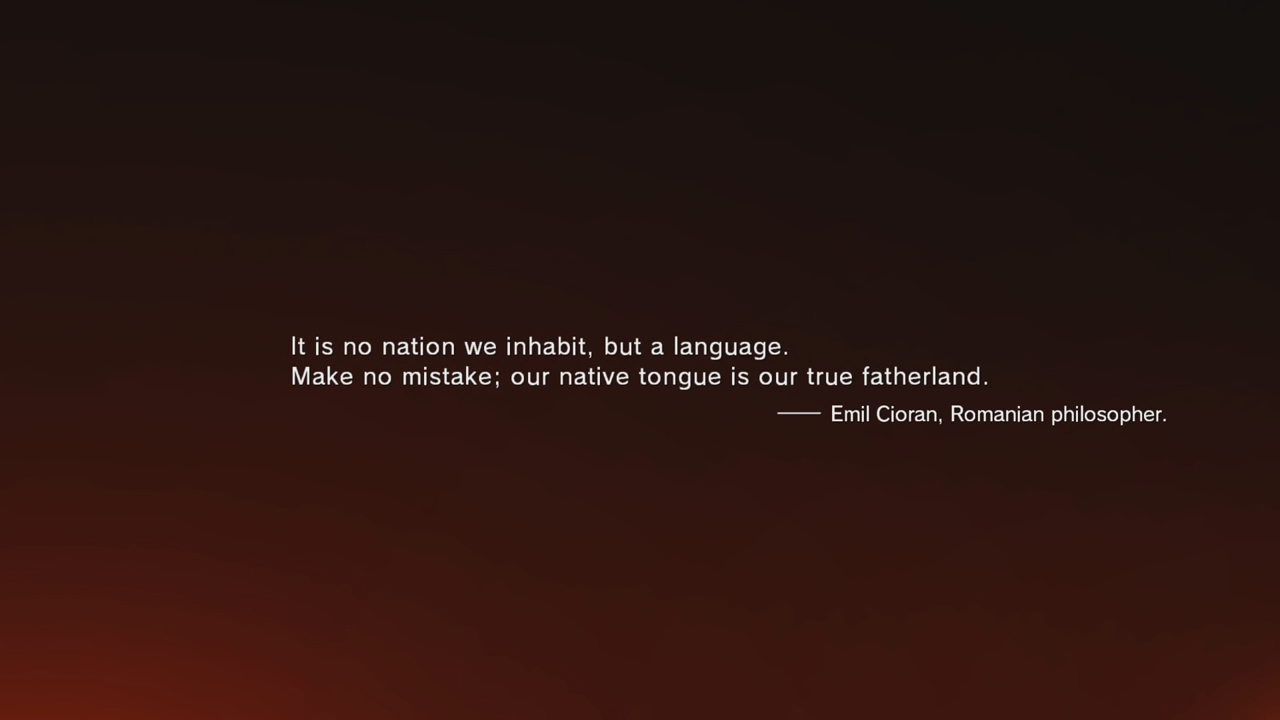 It is no nation we inhabit, but a language.
Make no mistake; our native tongue is our true fatherland.
—— Emil Cioran, Romanian philosopher.